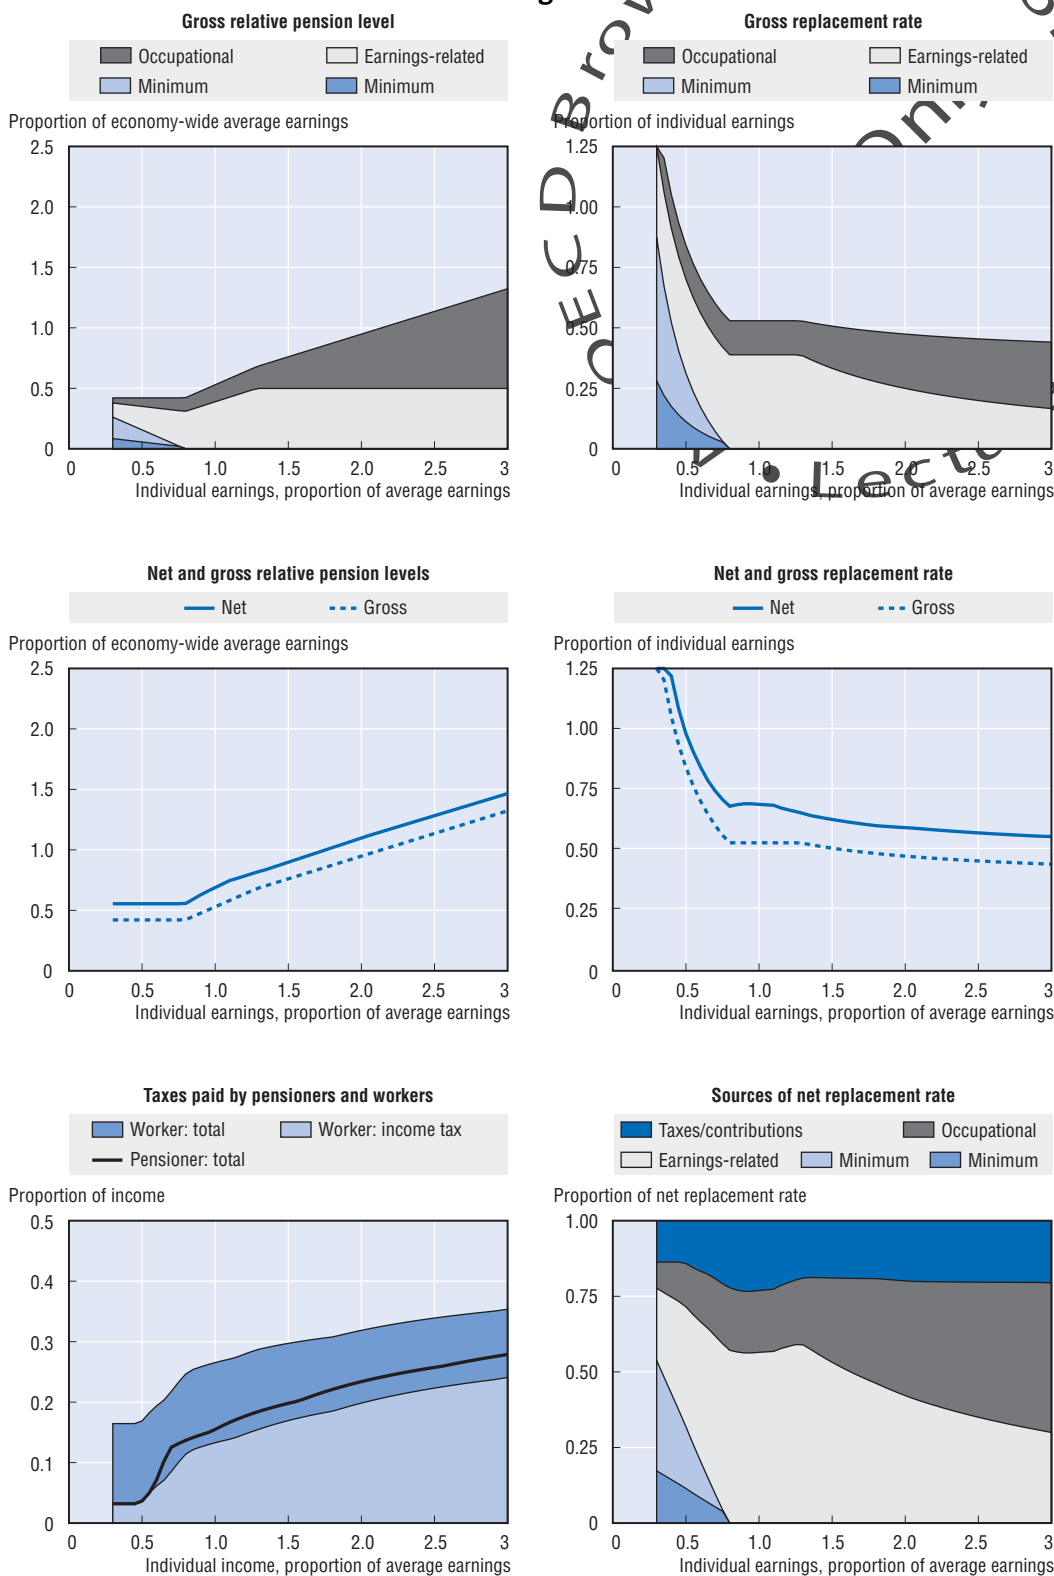 Gross relative pension level
Occupational
Earnings-related
Minimum
Minimum
Proportion of economy-wide average earnings
2.5
2.0
1.5
1.0
0.5
0
0 0.5 1.0 1.5 2.0 2.5 3
Individual earnings, proportion of average earnings
Gross replacement rate
Occupational
Earnings-related
Minimum
Minimum
Proportion of individual earnings
1.25
1.00
0.75
0.50
0.25
0
0 0.5 1.0 1.5 2.0 2.5 3
Individual earnings, proportion of average earnings
OECD Brow
Only
• Lectu
Net and gross relative pension levels
Net
Gross
Proportion of economy-wide average earnings
2.5
2.0
1.5
1.0
0.5
0
0 0.5 1.0 1.5 2.0 2.5 3
Individual earnings, proportion of average earnings
Net and gross replacement rate
Net
Gross
Proportion of individual earnings
1.25
1.00
0.75
0.50
0.25
0
0 0.5 1.0 1.5 2.0 2.5 3
Individual earnings, proportion of average earnings
Taxes paid by pensioners and workers
Worker: total
Worker: income tax
Pensioner: total
Proportion of income
0.5
0.4
0.3
0.2
0.1
0
0 0.5 1.0 1.5 2.0 2.5 3
Individual income, proportion of average earnings
Sources of net replacement rate
Taxes/contributions
Occupational
Earnings-related
Minimum
Minimum
Proportion of net replacement rate
1.00
0.75
0.50
0.25
0
0 0.5 1.0 1.5 2.0 2.5 3
Individual earnings, proportion of average earnings